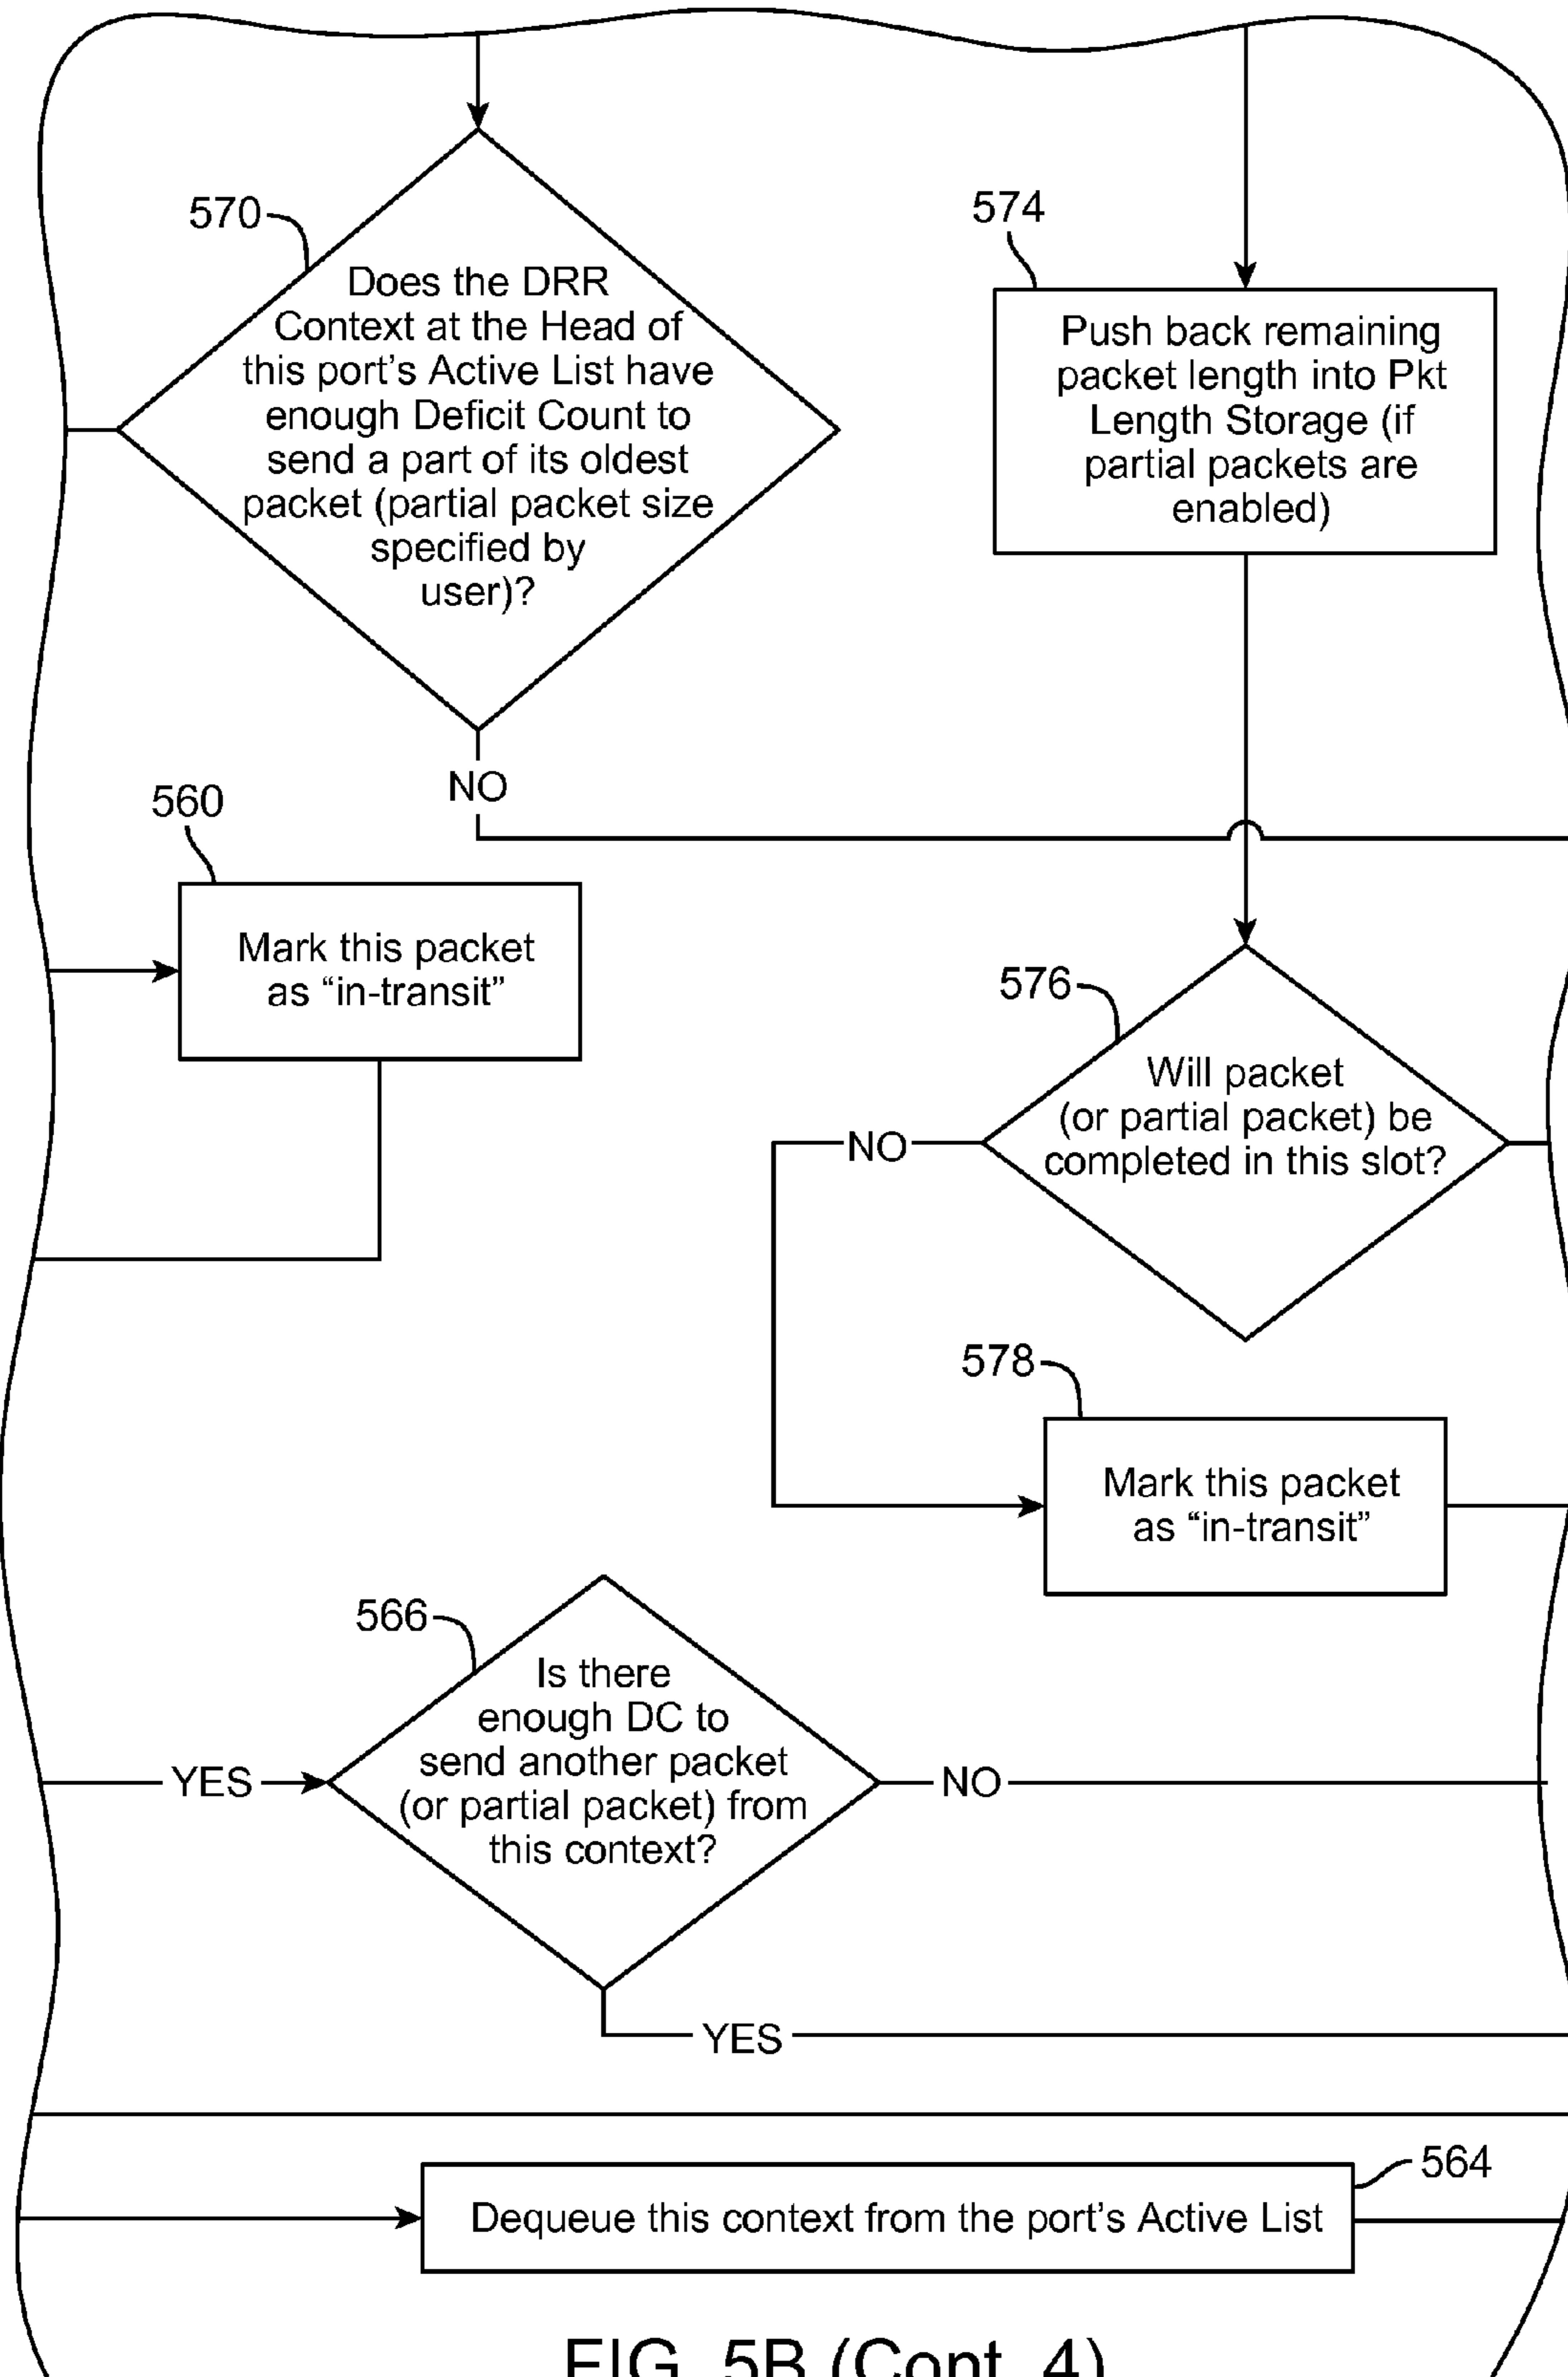 570
Does the DRR
Context at the Head of
this port's Active List have
enough Deficit Count to
send a part of its oldest
packet (partial packet size
specified by
user)?
NO
574
Push back remaining
packet length into Pkt
Length Storage (if
partial packets are
enabled)
560
Mark this packet
as “in-transit”
576
Will packet
(or partial packet) be
completed in this slot?
NO
578
Mark this packet
as “in-transit”
566
Is there
enough DC to
send another packet
(or partial packet) from
this context?
YES
NO
YES
564
Dequeue this context from the port's Active List
FIG. 5B (Cont. 4)